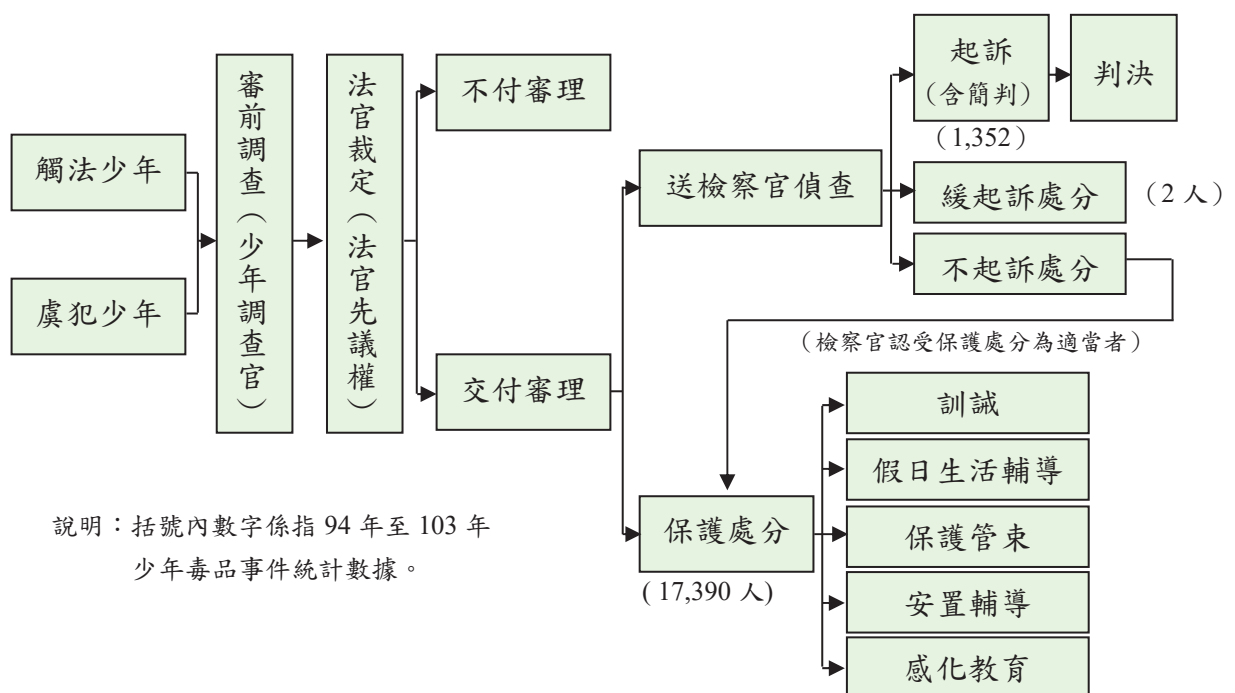 觸法少年
虞犯少年
審前調查（少年調查官）
法官裁定（法官先議權）
不付審理
交付審理
送檢察官偵查
起訴
（含簡判）
（1,352）
判決
緩起訴處分
（2 人）
不起訴處分
（檢察官認受保護處分為適當者）
保護處分
( 17,390 人)
訓誡
假日生活輔導
保護管束
安置輔導
感化教育
說明：括號內數字係指 94 年至 103 年
少年毒品事件統計數據。